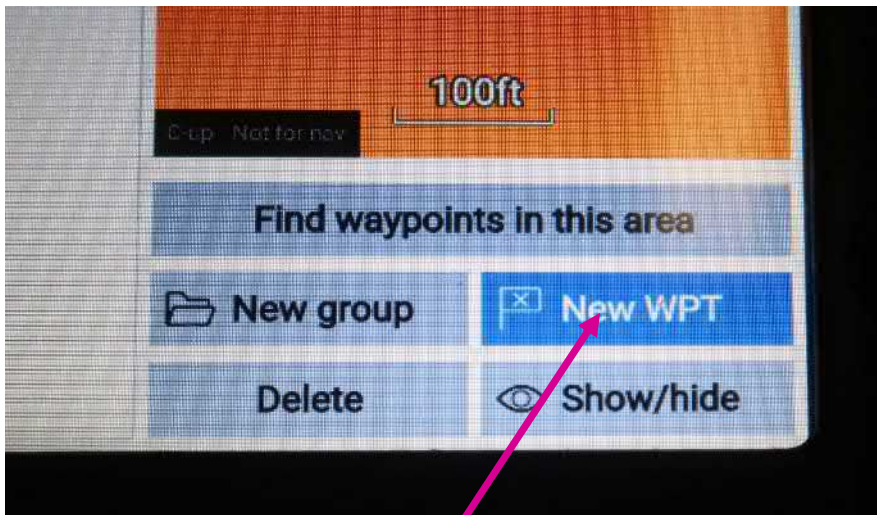 100ft
C-up Not for nav
Find waypoints in this area
New group
New WPT
Delete
Show/hide